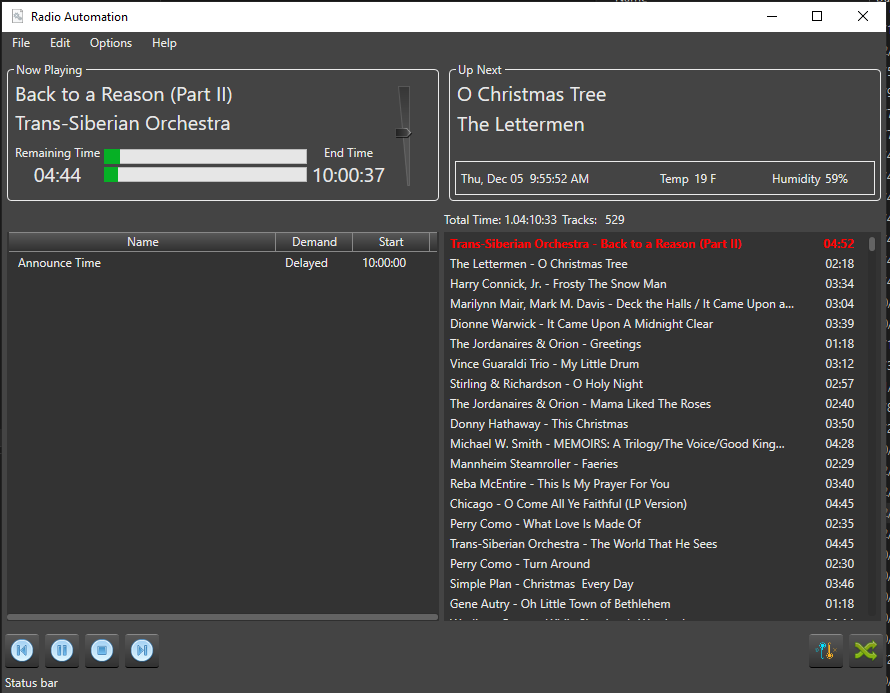 Radio Automation
File Edit Options Help
Now Playing
Back to a Reason (Part II)
Trans-Siberian Orchestra
Remaining Time
04:44
End Time
10:00:37
Up Next
O Christmas Tree
The Lettermen
Thu, Dec 05 9:55:52 AM Temp 19 F Humidity 59%
Total Time: 1.04:10:33 Tracks: 529
Name Demand Start
Announce Time Delayed 10:00:00
Trans-Siberian Orchestra - Back to a Reason (Part II) 04:52
The Lettermen - O Christmas Tree 02:18
Harry Connick, Jr. - Frosty The Snow Man 03:34
Marilynn Mair, Mark M. Davis - Deck the Halls / It Came Upon a... 03:04
Dionne Warwick - It Came Upon A Midnight Clear 03:39
The Jordanaires & Orion - Greetings 01:18
Vince Guaraldi Trio - My Little Drum 03:12
Stirling & Richardson - O Holy Night 02:57
The Jordanaires & Orion - Mama Liked The Roses 02:40
Donny Hathaway - This Christmas 03:50
Michael W. Smith - MEMOIRS: A Trilogy/The Voice/Good King... 04:28
Mannheim Steamroller - Faeries 02:29
Reba McEntire - This Is My Prayer For You 03:40
Chicago - O Come All Ye Faithful (LP Version) 04:45
Perry Como - What Love Is Made Of 02:35
Trans-Siberian Orchestra - The World That He Sees 04:45
Perry Como - Turn Around 02:30
Simple Plan - Christmas Every Day 03:46
Gene Autry - Oh Little Town of Bethlehem 01:18
Status bar